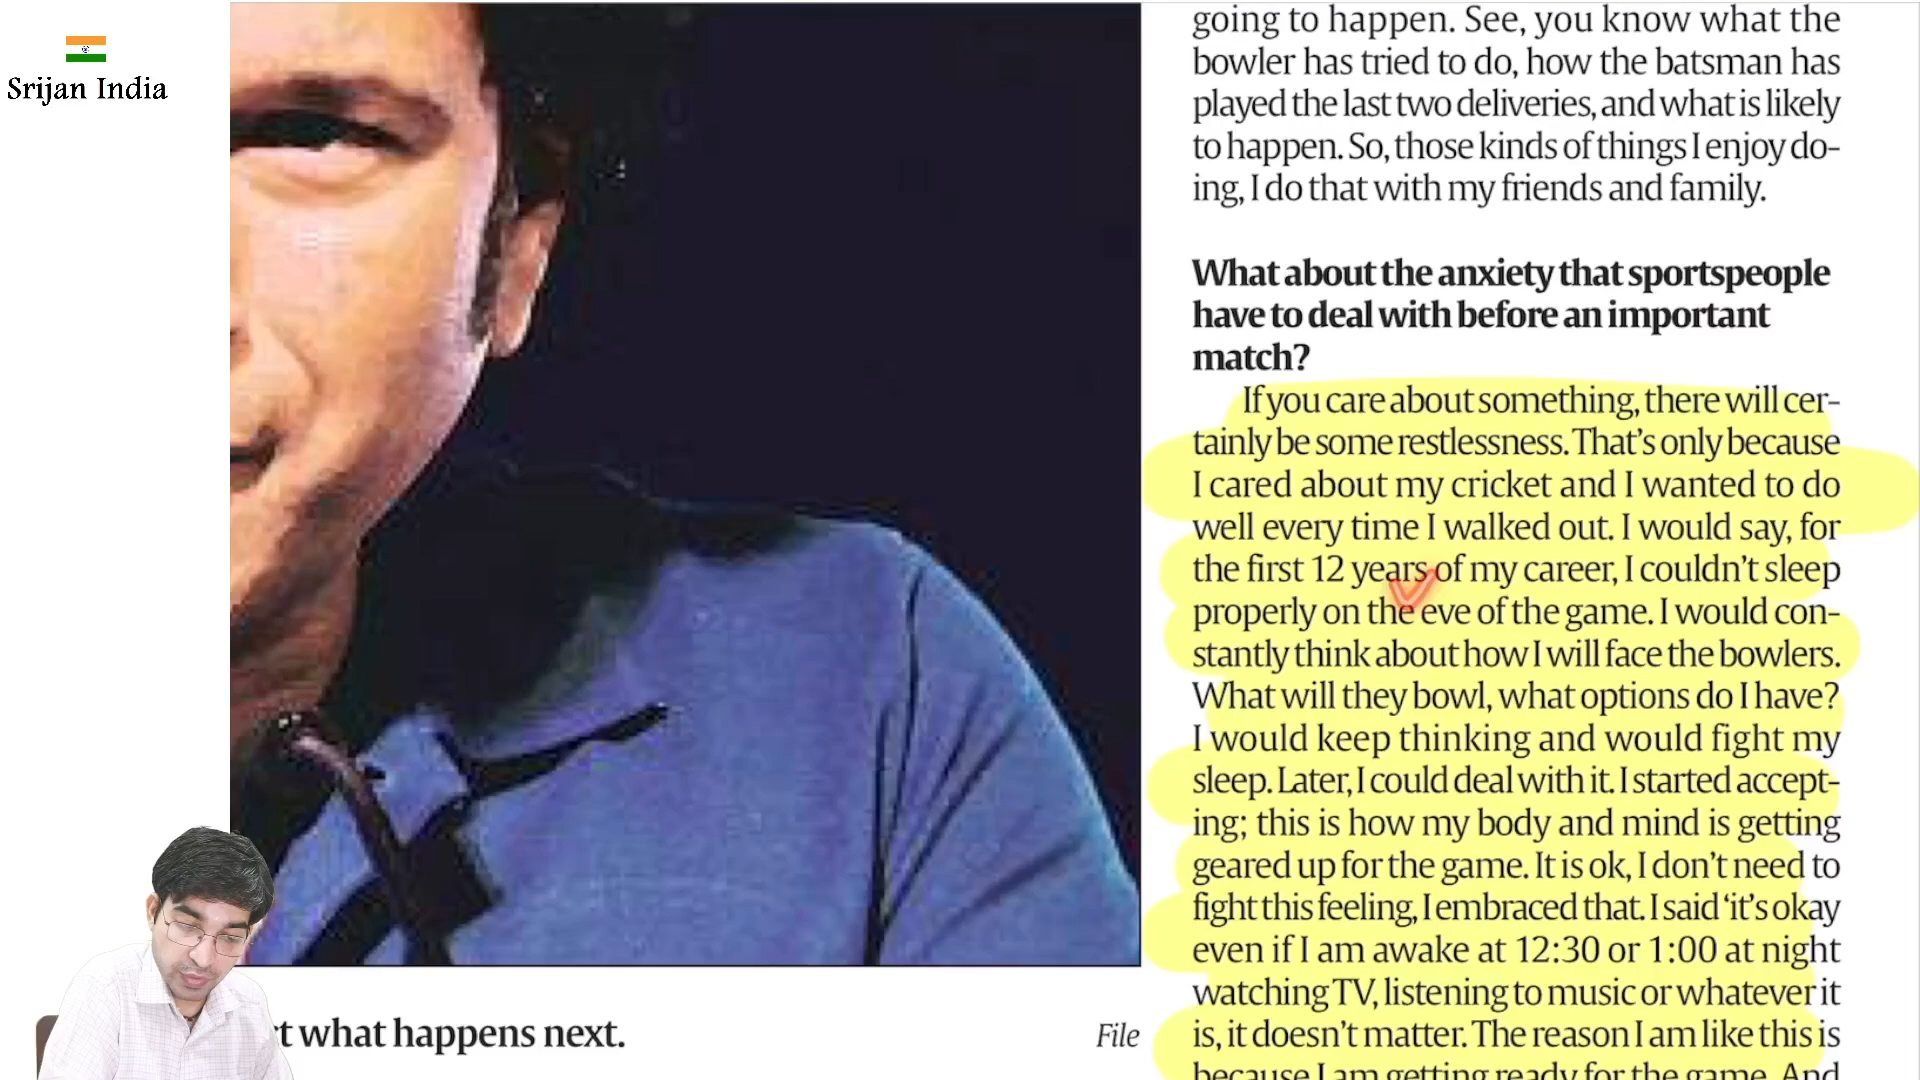 Srijan India
going to happen. See, you know what the
bowler has tried to do, how the batsman has
played the last two deliveries, and what is likely
to happen. So, those kinds of things I enjoy do-
ing, I do that with my friends and family.
What about the anxiety that sportspeople
have to deal with before an important
match?
If you care about something, there will cer-
tainly be some restlessness. That's only because
I cared about my cricket and I wanted to do
well every time I walked out. I would say, for
the first 12 years of my career, I couldn't sleep
properly on the eve of the game. I would con-
stantly think about how I will face the bowlers.
What will they bowl, what options do I have?
I would keep thinking and would fight my
sleep. Later, I could deal with it. I started accept-
ing; this is how my body and mind is getting
geared up for the game. It is ok, I don't need to
fight this feeling, I embraced that. I said 'it's okay
even if I am awake at 12:30 or 1:00 at night
watching TV, listening to music or whatever it
is, it doesn't matter. The reason I am like this is
because I am getting ready for the game. And
what happens next.
File